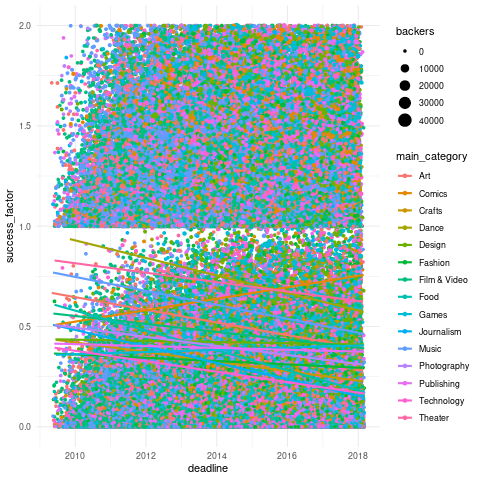 2.0
1.5
1.0
0.5
0.0
success_factor
2010
2012
2014
2016
2018
deadline
backers
0
10000
20000
30000
40000
main_category
Art
Comics
Crafts
Dance
Design
Fashion
Film & Video
Food
Games
Journalism
Music
Photography
Publishing
Technology
Theater